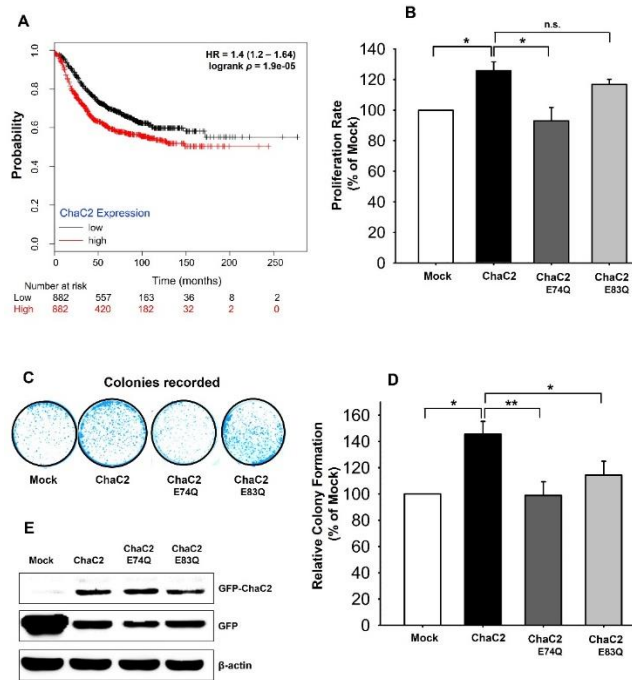 A
HR = 1.4 (1.2 – 1.64)
logrank ρ = 1.9e-05
Probability
1.0
0.8
0.6
0.4
0.2
0.0
ChaC2 Expression
low
high
0 50 100 150 200 250
Time (months)
Number at risk
Low 882 557 163 36 8 2
High 882 420 182 32 2 0
B
n.s.
* *
Proliferation Rate
(% of Mock)
140
120
100
80
60
40
20
0
Mock ChaC2 ChaC2 ChaC2
E74Q E83Q
C
Colonies recorded
Mock ChaC2 ChaC2 ChaC2
E74Q E83Q
D
*
* **
Relative Colony Formation
(% of Mock)
160
140
120
100
80
60
40
20
0
Mock ChaC2 ChaC2 ChaC2
E74Q E83Q
E
Mock ChaC2 ChaC2 ChaC2
E74Q E83Q
GFP-ChaC2
GFP
β-actin